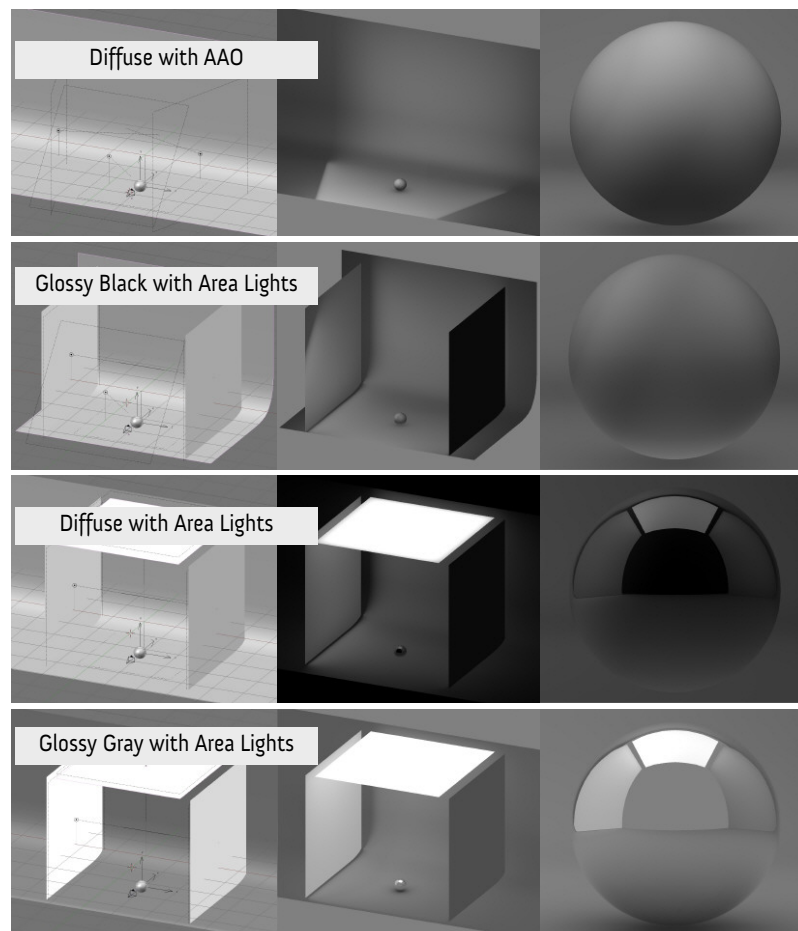 Diffuse with AAO
Glossy Black with Area Lights
Diffuse with Area Lights
Glossy Gray with Area Lights